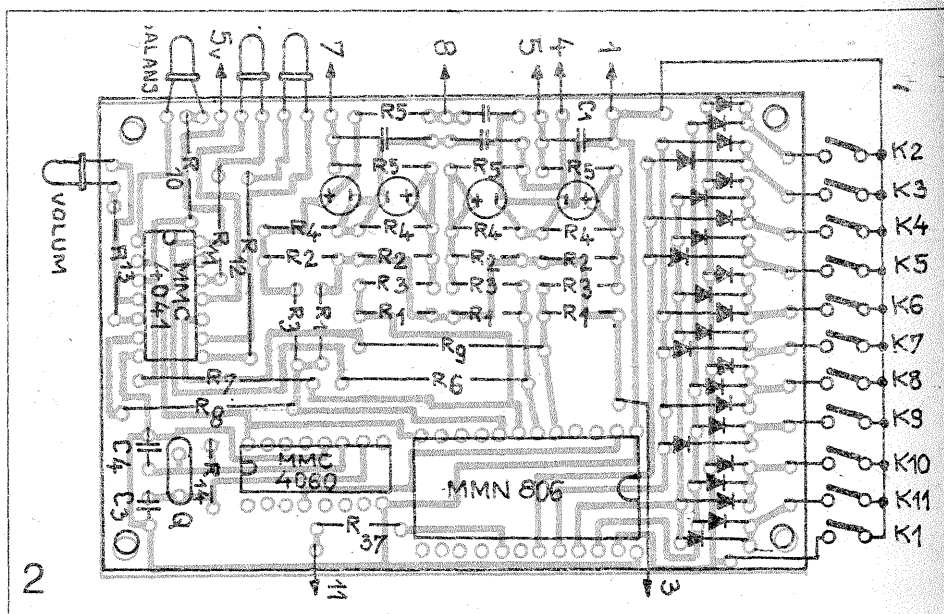 ALANS
5v
7
8
5
4
1
R5
C1
R5
R5
R5
R10
VOLUM
R13
MMC
4041
R11
R12
R4
R4
R4
R4
R2
R2
R2
R2
R3
R3
R3
R1
R1
R1
R3
R1
R9
R7
R6
R8
C4
C3
Q
R14
MMC
4060
MMN 806
R
37
11
3
K2
K3
K4
K5
K6
K7
K8
K9
K10
K11
K1
2